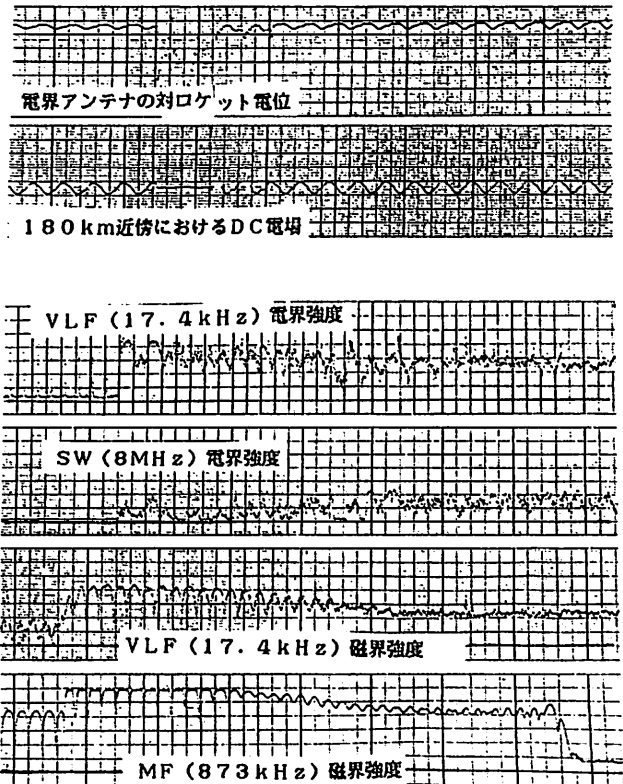 電界アンテナの対ロケット電位
180km近傍におけるDC電場
VLF(17.4kHz)電界強度
SW(8MHz)電界強度
VLF(17.4kHz)磁界強度
MF(873kHz)磁界強度